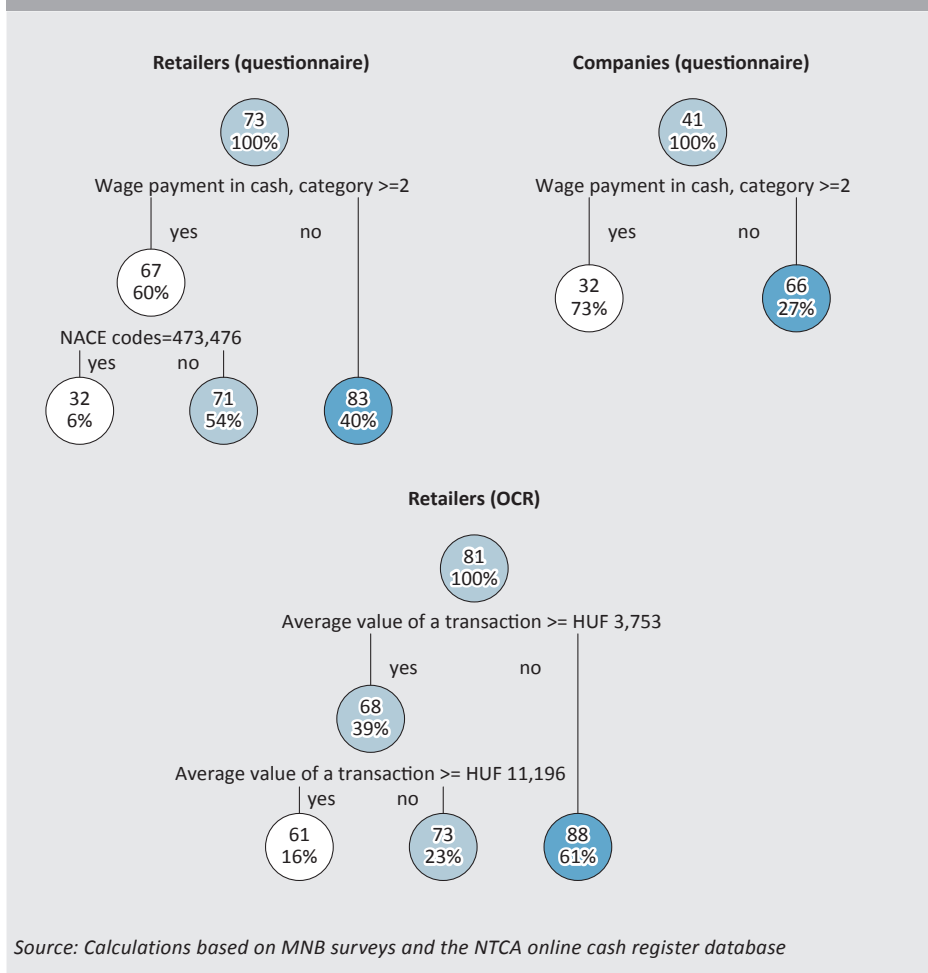 Retailers (questionnaire)
73
100%
Wage payment in cash, category >=2
yes
no
67
60%
NACE codes=473,476
yes
no
32
6%
71
54%
83
40%
Companies (questionnaire)
41
100%
Wage payment in cash, category >=2
yes
no
32
73%
66
27%
Retailers (OCR)
81
100%
Average value of a transaction >= HUF 3,753
yes
no
68
39%
Average value of a transaction >= HUF 11,196
yes
no
61
16%
73
23%
88
61%
Source: Calculations based on MNB surveys and the NTCA online cash register database